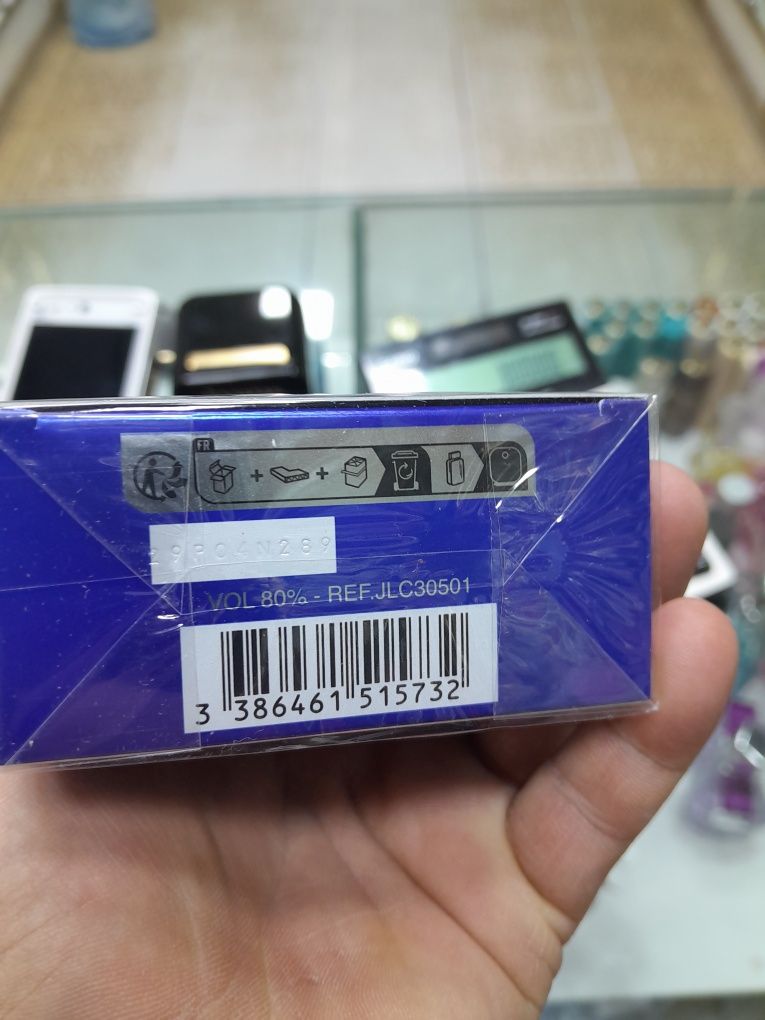 FR
29P04N289
VOL 80% - REF.JLC30501
3 386461 515732